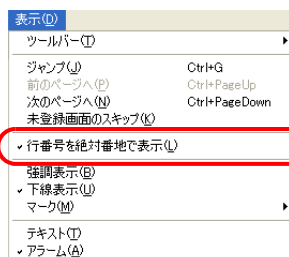 表示(D)
ツールバー(T)
ジャンプ(J) Ctrl+G
前のページへ(P) Ctrl+PageUp
次のページへ(N) Ctrl+PageDown
未登録画面のスキップ(K)
行番号を絶対番地で表示(L)
強調表示(B)
下線表示(U)
マーク(M)
テキスト(T)
アラーム(A)